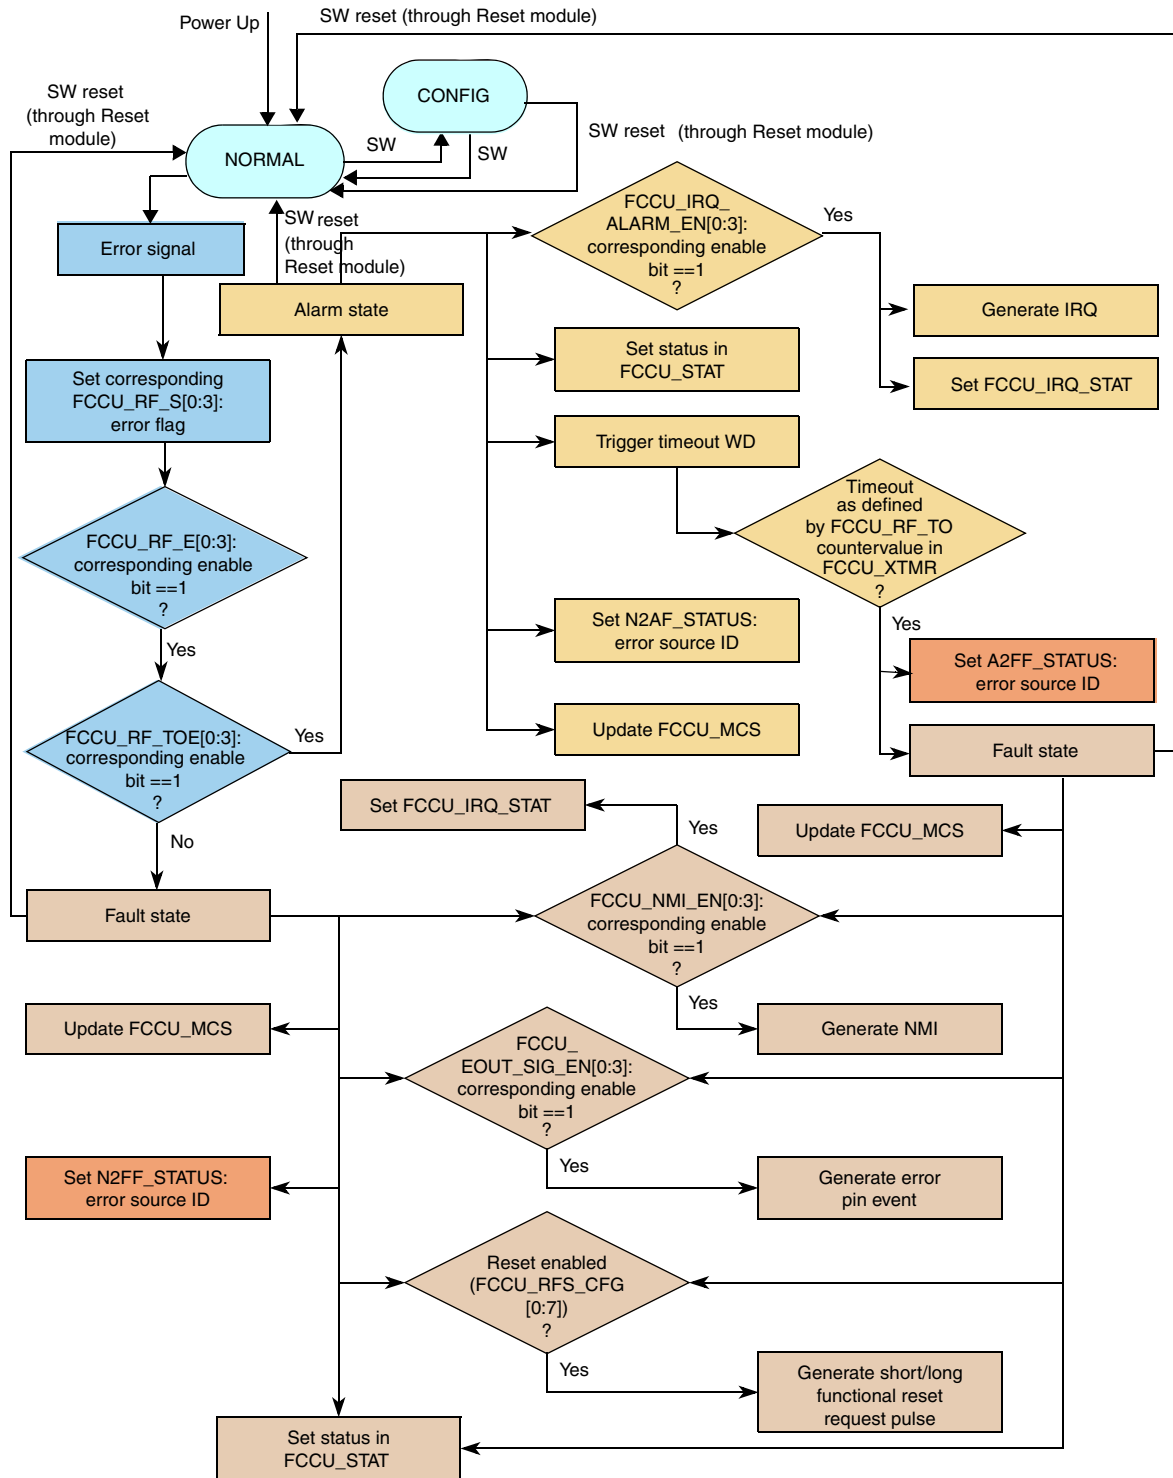 Power Up
SW reset (through Reset module)
SW reset
(through Reset
module)
CONFIG
NORMAL
SW
SW
SW reset (through Reset module)
FCCU_IRQ_
ALARM_EN[0:3]:
corresponding enable
bit ==1
?
Yes
Error signal
SW reset
(through
Reset module)
Alarm state
Generate IRQ
Set status in
FCCU_STAT
Set FCCU_IRQ_STAT
Set corresponding
FCCU_RF_S[0:3]:
error flag
Trigger timeout WD
Timeout
as defined
by FCCU_RF_TO
countervalue in
FCCU_XTMR
?
FCCU_RF_E[0:3]:
corresponding enable
bit ==1
?
Yes
Yes
Set N2AF_STATUS:
error source ID
Set A2FF_STATUS:
error source ID
FCCU_RF_TOE[0:3]:
corresponding enable
bit ==1
?
Yes
Update FCCU_MCS
Fault state
No
Set FCCU_IRQ_STAT
Yes
Update FCCU_MCS
Fault state
FCCU_NMI_EN[0:3]:
corresponding enable
bit ==1
?
Yes
Update FCCU_MCS
Generate NMI
FCCU_
EOUT_SIG_EN[0:3]:
corresponding enable
bit ==1
?
Yes
Set N2FF_STATUS:
error source ID
Generate error
pin event
Reset enabled
(FCCU_RFS_CFG
[0:7])
?
Yes
Generate short/long
functional reset
request pulse
Set status in
FCCU_STAT